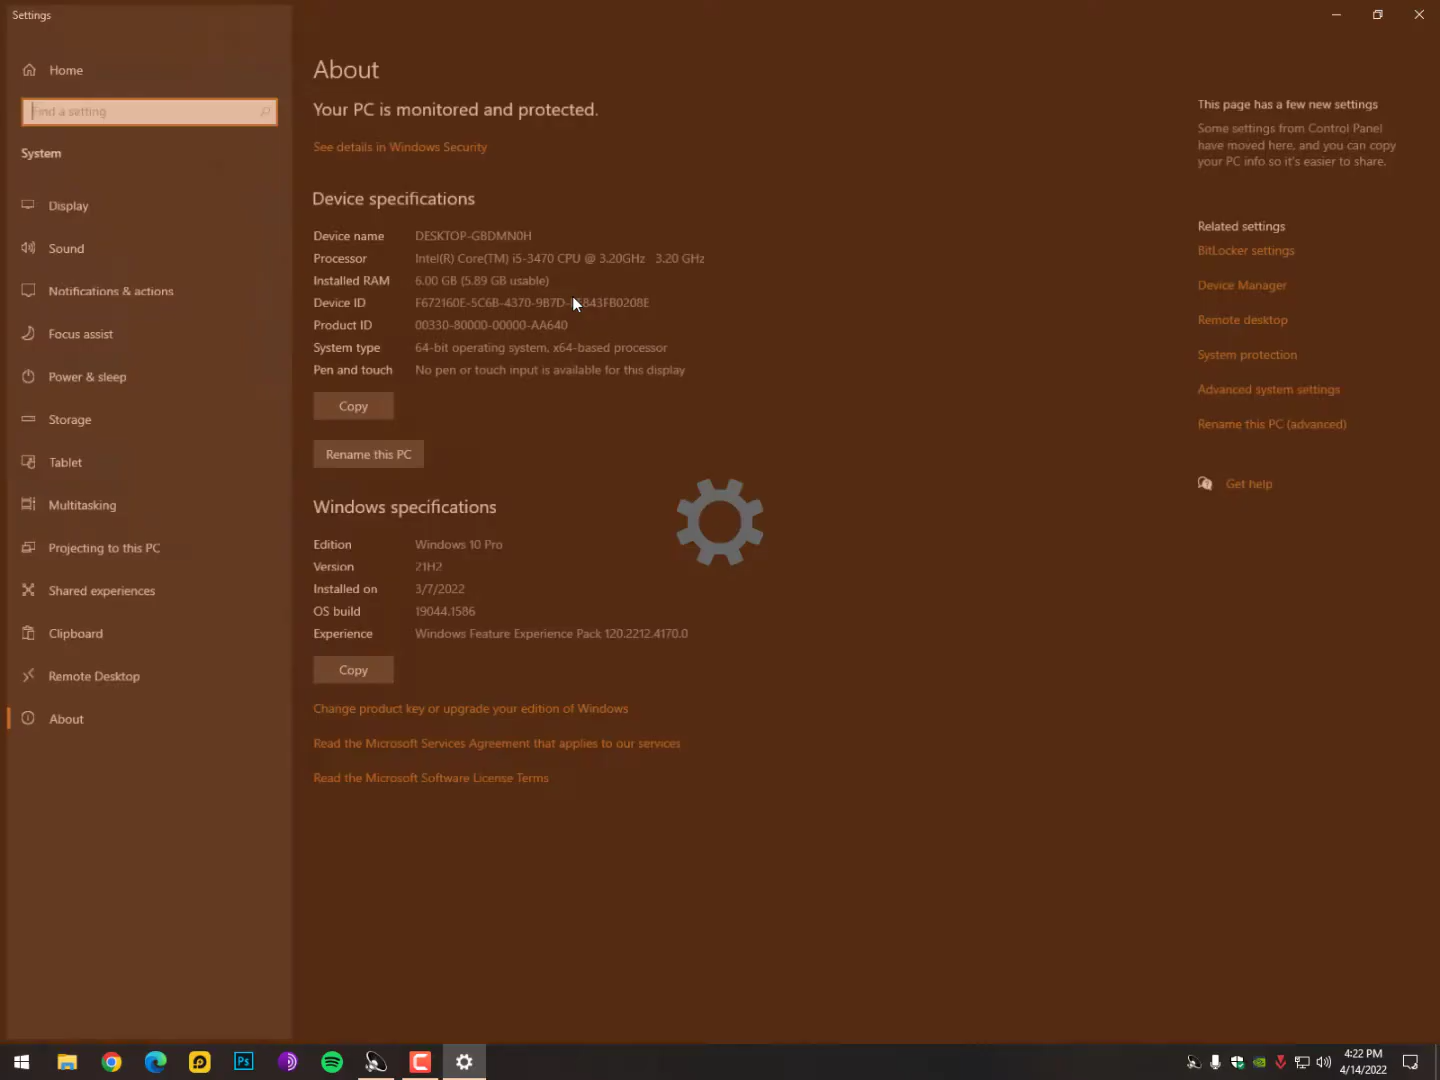 Settings
Home
Find a setting
System
Display
Sound
Notifications & actions
Focus assist
Power & sleep
Storage
Tablet
Multitasking
Projecting to this PC
Shared experiences
Clipboard
Remote Desktop
About
About
Your PC is monitored and protected.
See details in Windows Security
Device specifications
Device name DESKTOP-GBDMN0H
Processor Intel(R) Core(TM) i5-3470 CPU @ 3.20GHz 3.20 GHz
Installed RAM 6.00 GB (5.89 GB usable)
Device ID
Product ID 00330-80000-00000-AA640
System type 64-bit operating system, x64-based processor
Pen and touch No pen or touch input is available for this display
Copy
Rename this PC
Windows specifications
Edition Windows 10 Pro
Version 21H2
Installed on 3/7/2022
OS build 19044.1586
Experience Windows Feature Experience Pack 120.2212.4170.0
Copy
Change product key or upgrade your edition of Windows
Read the Microsoft Services Agreement that applies to our services
Read the Microsoft Software License Terms
This page has a few new settings
Some settings from Control Panel
have moved here, and you can copy
your PC info so it's easier to share.
Related settings
BitLocker settings
Device Manager
Remote desktop
System protection
Advanced system settings
Rename this PC (advanced)
Get help
Ps
4:22 PM
4/14/2022